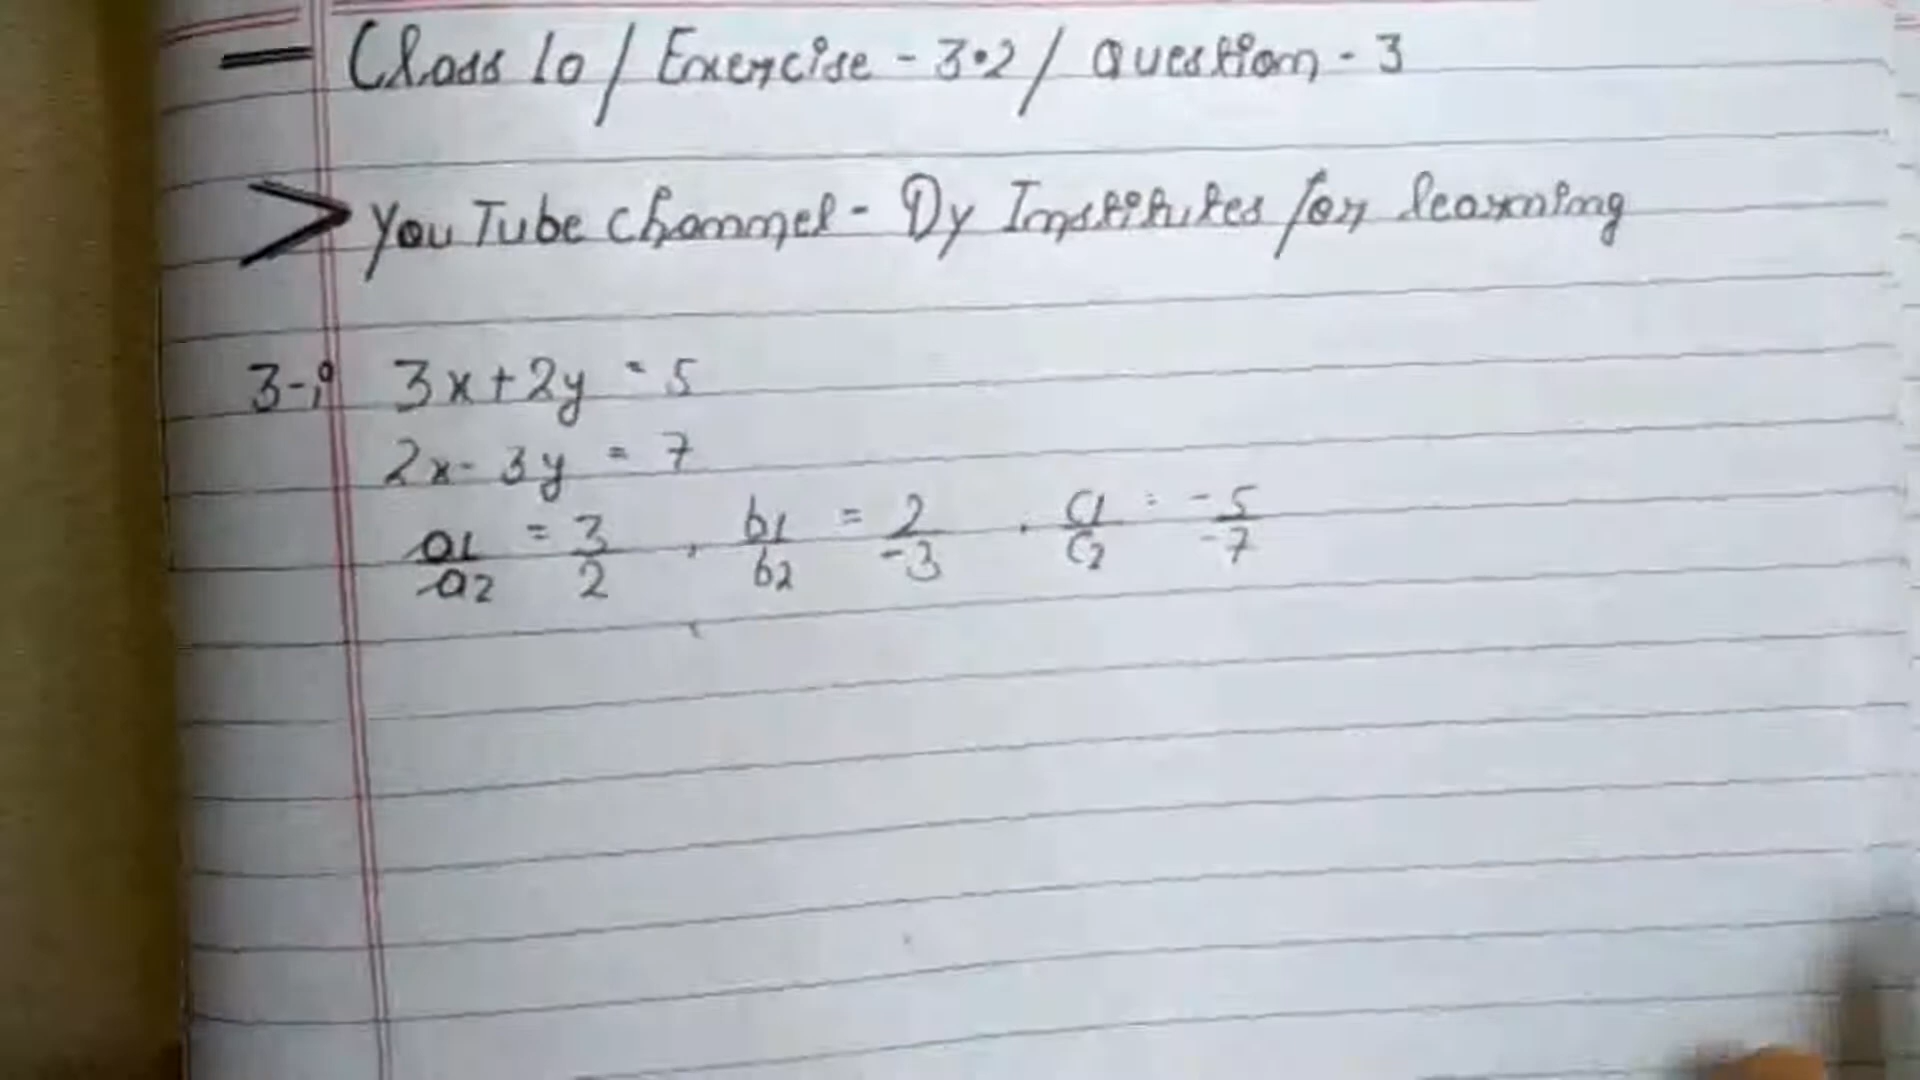 — Class 10 / Exercise - 3.2 / Question - 3
> YouTube channel - Dy Institutes for learning
3-i 3x+2y = 5
2x-3y = 7
a1/a2 = 3/2 , b1/b2 = 2/-3 , c1/c2 = -5/-7